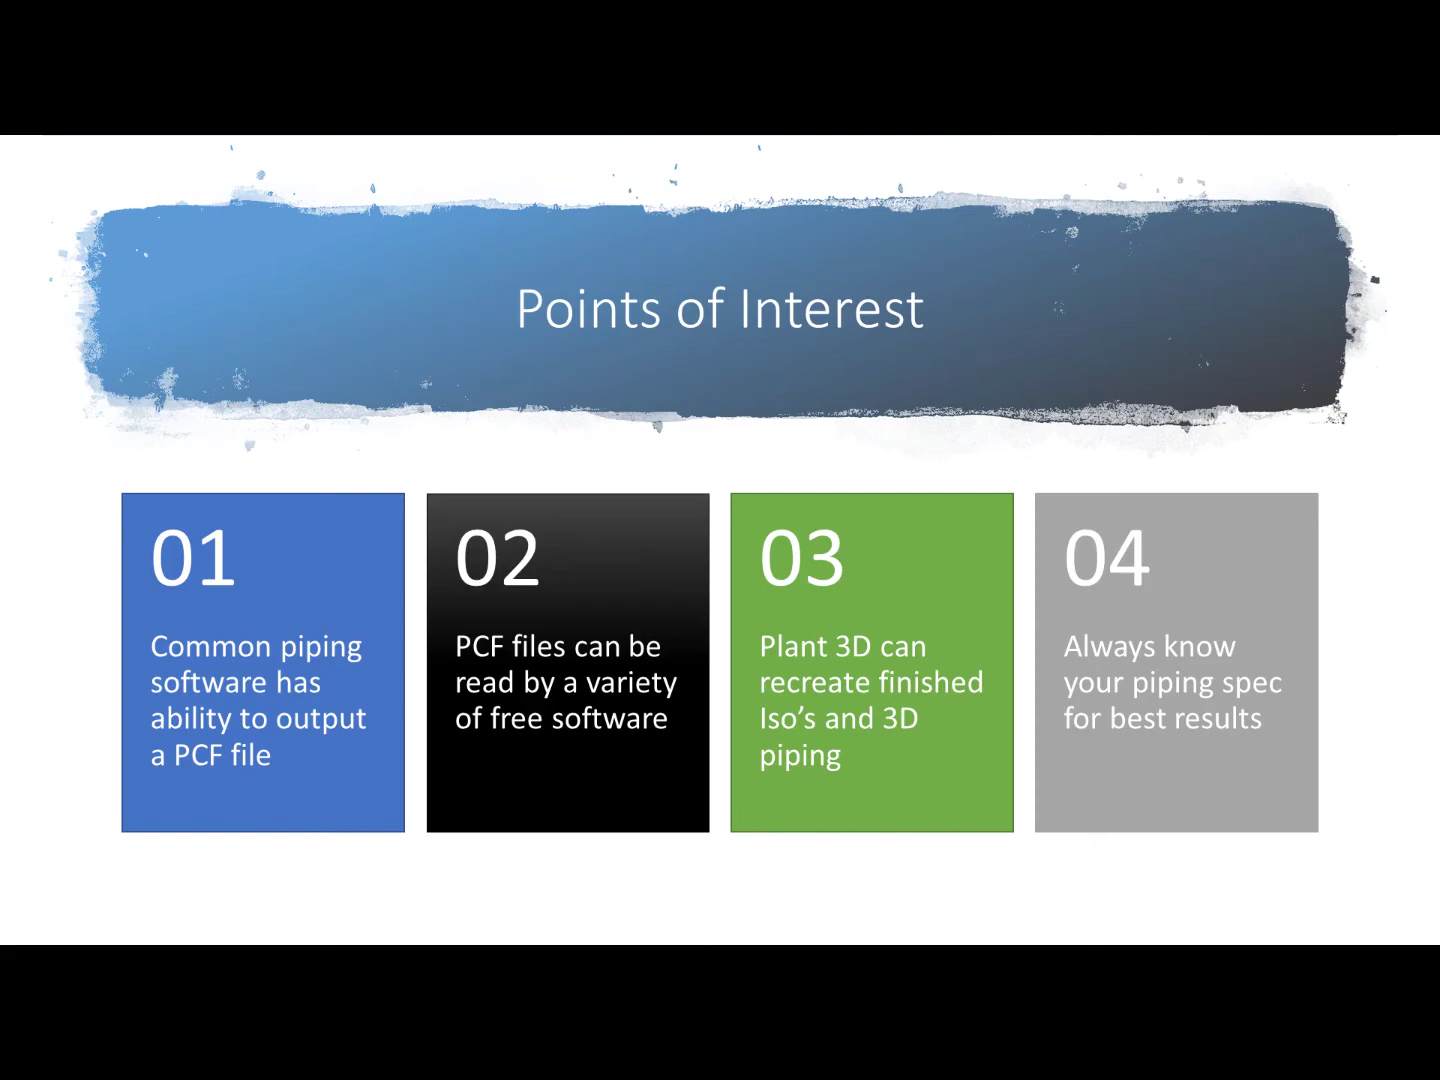 Points of Interest
01
Common piping
software has
ability to output
a PCF file
02
PCF files can be
read by a variety
of free software
03
Plant 3D can
recreate finished
Iso’s and 3D
piping
04
Always know
your piping spec
for best results